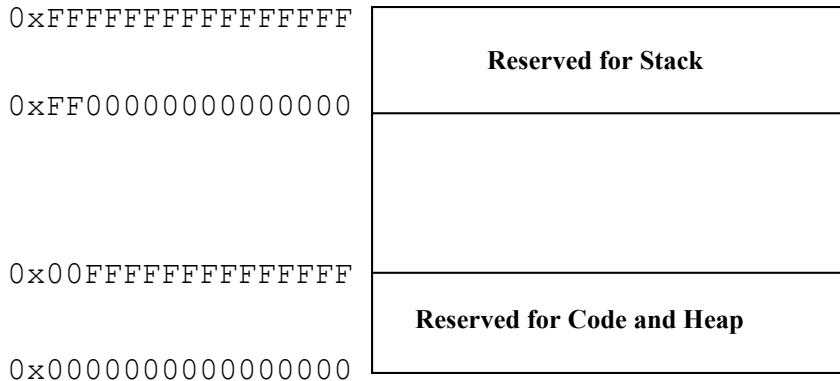 0xFFFFFFFFFFFFFFFF
Reserved for Stack
0xFF00000000000000
0x00FFFFFFFFFFFFFF
Reserved for Code and Heap
0x0000000000000000